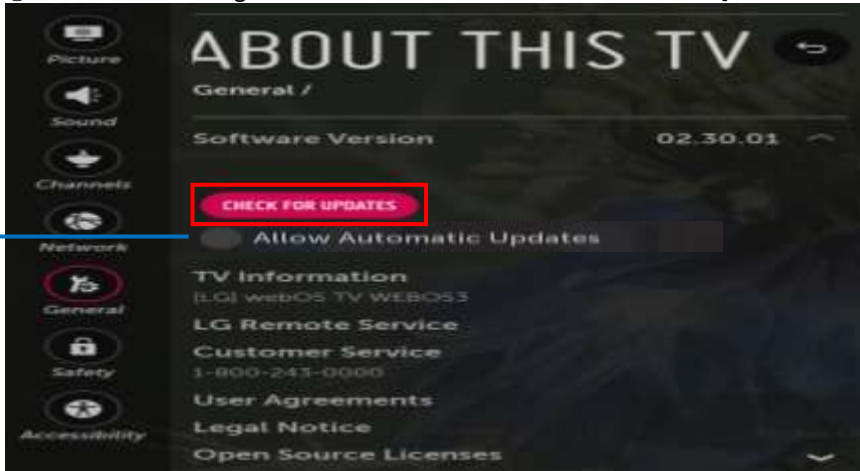 Picture
Sound
Channels
Network
General
Safety
Accessibility
ABOUT THIS TV
General /
Software Version 02.30.01
CHECK FOR UPDATES
Allow Automatic Updates
TV Information
[LG] webOS TV WEBOS3
LG Remote Service
Customer Service
1-800-243-0000
User Agreements
Legal Notice
Open Source Licenses